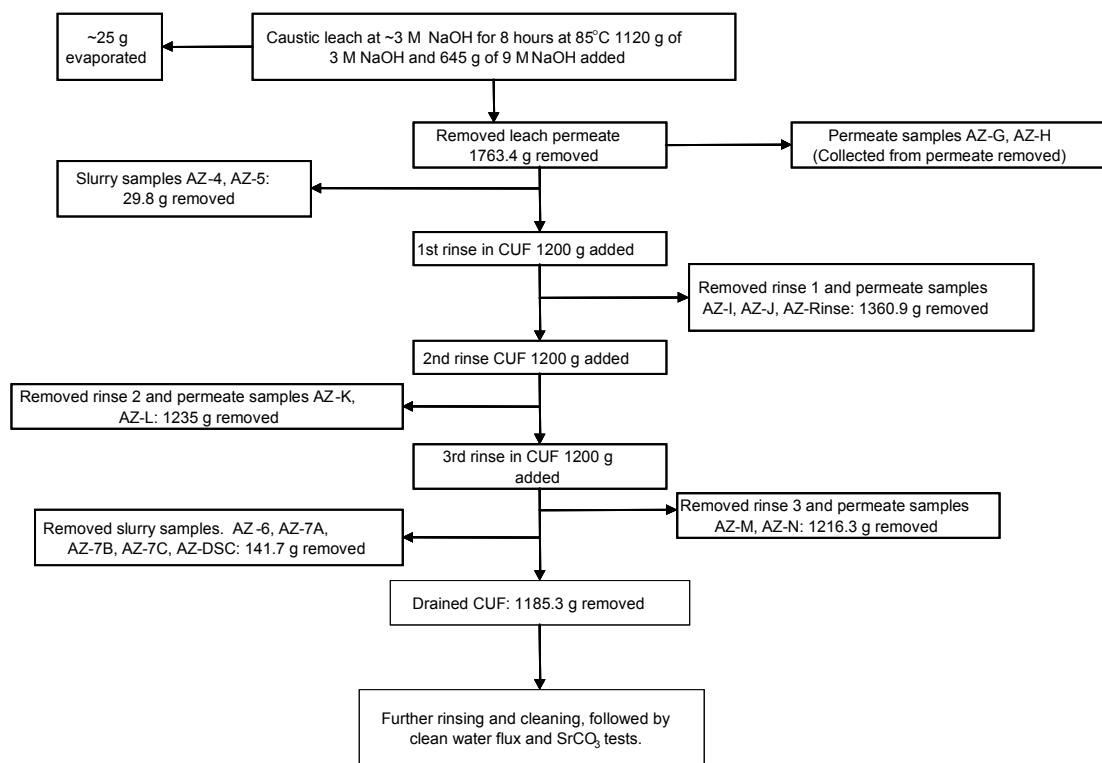 ~25 g
evaporated
Caustic leach at ~3 M NaOH for 8 hours at 85°C 1120 g of
3 M NaOH and 645 g of 9 M NaOH added
Removed leach permeate
1763.4 g removed
Permeate samples AZ-G, AZ-H
(Collected from permeate removed)
Slurry samples AZ-4, AZ-5:
29.8 g removed
1st rinse in CUF 1200 g added
Removed rinse 1 and permeate samples
AZ-I, AZ-J, AZ-Rinse: 1360.9 g removed
2nd rinse CUF 1200 g added
Removed rinse 2 and permeate samples AZ-K,
AZ-L: 1235 g removed
3rd rinse in CUF 1200 g
added
Removed rinse 3 and permeate samples
AZ-M, AZ-N: 1216.3 g removed
Removed slurry samples. AZ-6, AZ-7A,
AZ-7B, AZ-7C, AZ-DSC: 141.7 g removed
Drained CUF: 1185.3 g removed
Further rinsing and cleaning, followed by
clean water flux and SrCO₃ tests.